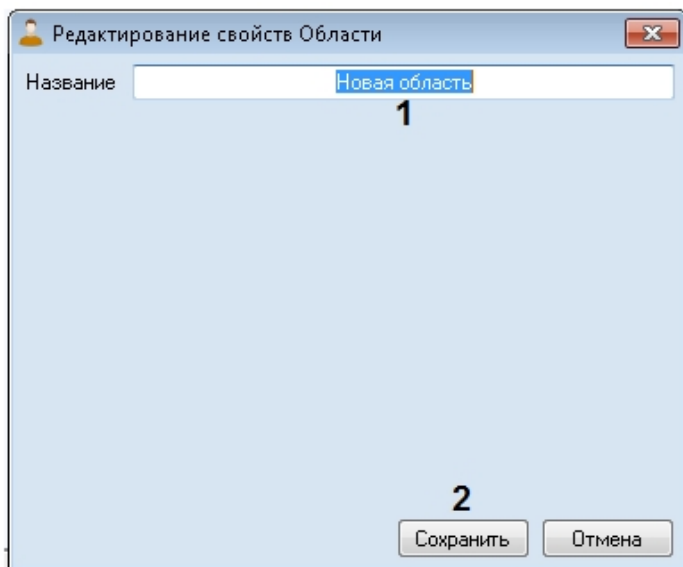 Редактирование свойств Области
Название Новая область
1
2
Сохранить Отмена